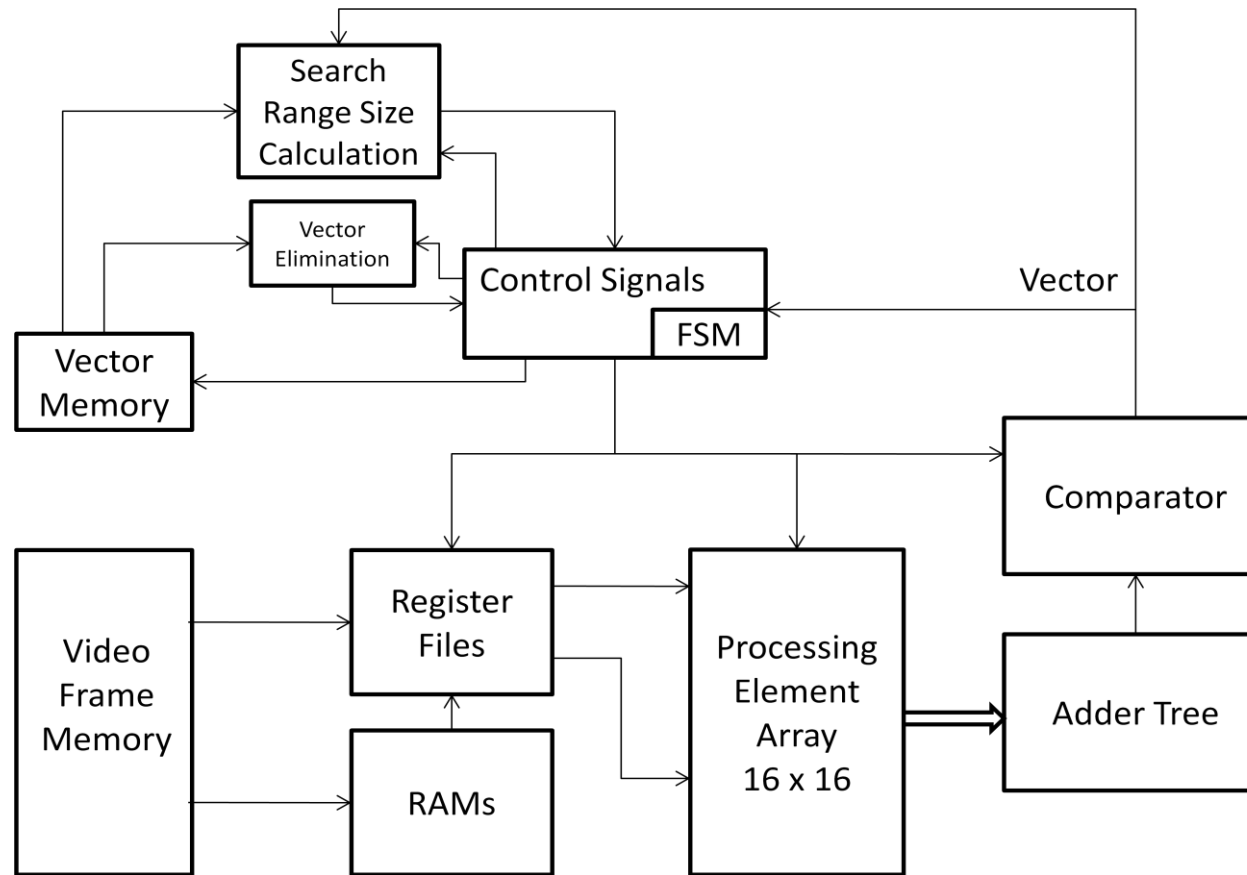 Search
Range Size
Calculation
Vector
Elimination
Control Signals
FSM
Vector
Vector
Memory
Comparator
Video
Frame
Memory
Register
Files
RAMs
Processing
Element
Array
16 x 16
Adder Tree